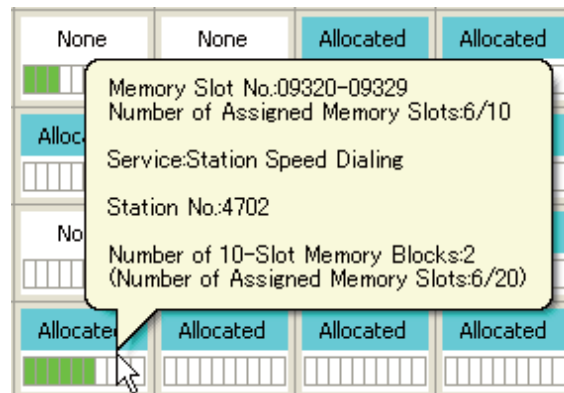 None None Allocated Allocated
Memory Slot No.:09320-09329
Number of Assigned Memory Slots:6/10
Service:Station Speed Dialing
Station No.:4702
Number of 10-Slot Memory Blocks:2
(Number of Assigned Memory Slots:6/20)
Allocated Allocated Allocated Allocated